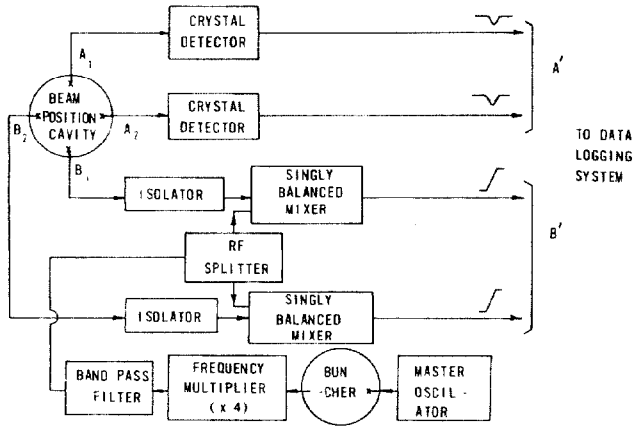 CRYSTAL
DETECTOR
A1
A'
BEAM
POSITION
CAVITY
B2
A2
CRYSTAL
DETECTOR
TO DATA
LOGGING
SYSTEM
B1
ISOLATOR
SINGLY
BALANCED
MIXER
B'
RF
SPLITTER
ISOLATOR
SINGLY
BALANCED
MIXER
BAND PASS
FILTER
FREQUENCY
MULTIPLIER
(x 4)
BUN
-CHER
MASTER
OSCIL-
ATOR